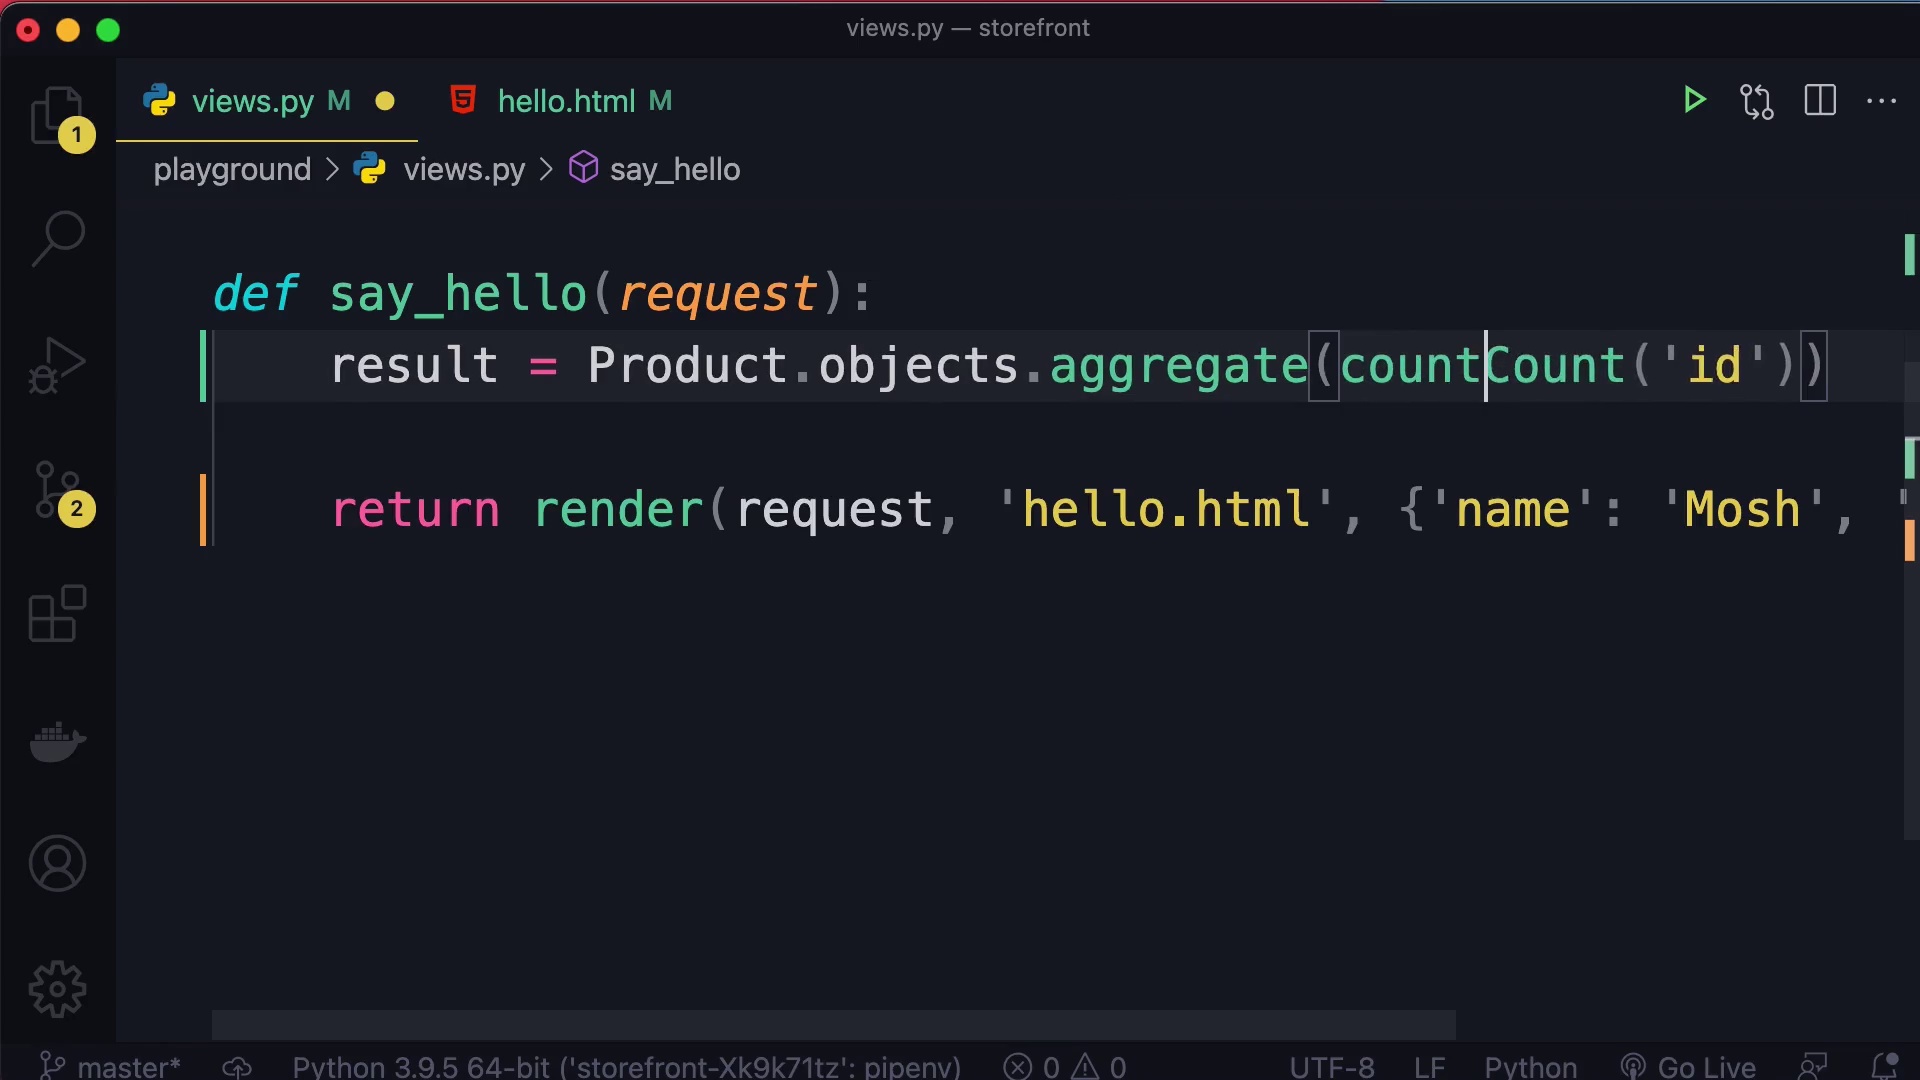 views.py — storefront
views.py M hello.html M
1
playground > views.py > say_hello
def say_hello(request):
result = Product.objects.aggregate(countCount('id'))
return render(request, 'hello.html', {'name': 'Mosh', '
2
master* Python 3.9.5 64-bit ('storefront-Xk9k71tz': pipenv) 0 0 UTF-8 LF Python Go Live